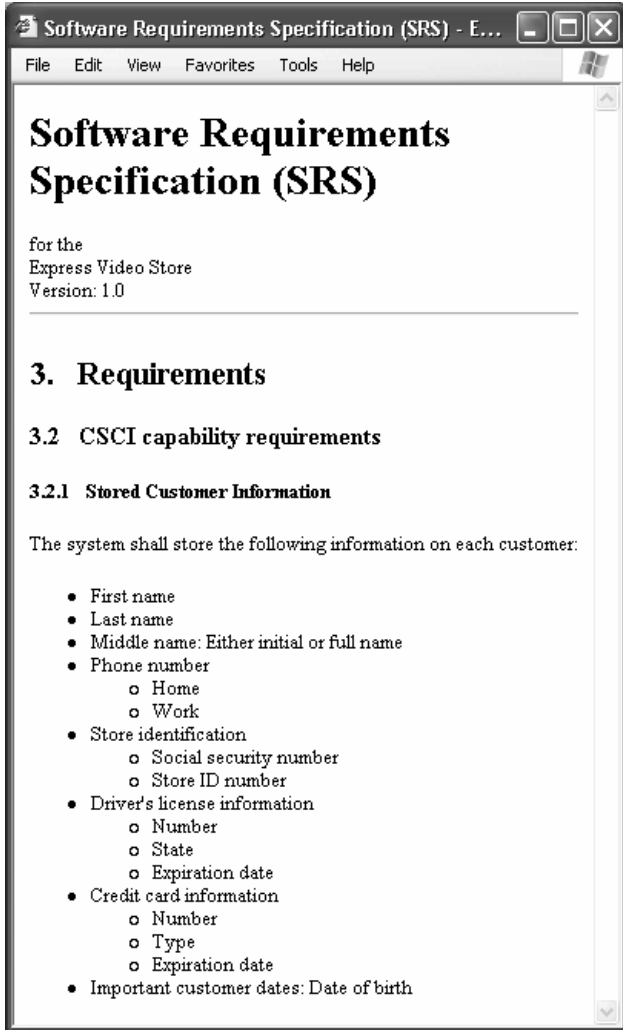 Software Requirements Specification (SRS) - E...
File Edit View Favorites Tools Help
Software Requirements
Specification (SRS)
for the
Express Video Store
Version: 1.0
3. Requirements
3.2 CSCI capability requirements
3.2.1 Stored Customer Information
The system shall store the following information on each customer:
• First name
• Last name
• Middle name: Either initial or full name
• Phone number
o Home
o Work
• Store identification
o Social security number
o Store ID number
• Driver's license information
o Number
o State
o Expiration date
• Credit card information
o Number
o Type
o Expiration date
• Important customer dates: Date of birth